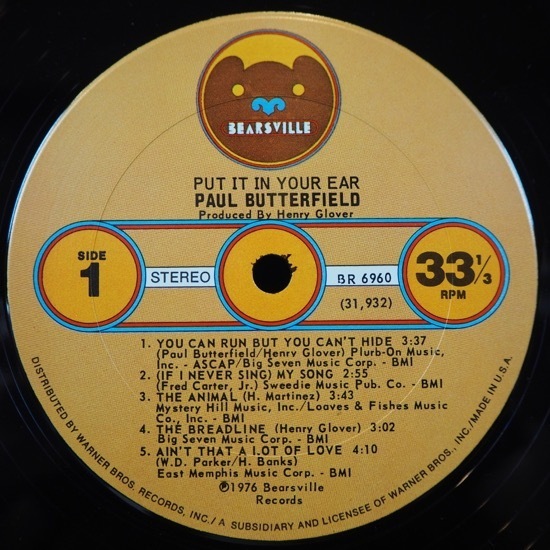 BEARSVILLE
PUT IT IN YOUR EAR
PAUL BUTTERFIELD
Produced By Henry Glover
SIDE
1
STEREO
BR 6960
(31,932)
33 1/3
RPM
1. YOU CAN RUN BUT YOU CAN'T HIDE 3:37
(Paul Butterfield/Henry Glover) Plurb-On Music,
Inc. - ASCAP/Big Seven Music Corp. - BMI
2. (IF I NEVER SING) MY SONG 2:55
(Fred Carter, Jr.) Sweedie Music Pub. Co. - BMI
3. THE ANIMAL (H. Martinez) 3:43
Mystery Hill Music, Inc./Loaves & Fishes Music
Co., Inc. - BMI
4. THE BREADLINE (Henry Glover) 3:02
Big Seven Music Corp. - BMI
5. AIN'T THAT A LOT OF LOVE 4:10
(W.D. Parker/H. Banks)
East Memphis Music Corp. - BMI
℗1976 Bearsville
Records
DISTRIBUTED BY WARNER BROS. RECORDS, INC./A SUBSIDIARY AND LICENSEE OF WARNER BROS., INC./MADE IN U.S.A.